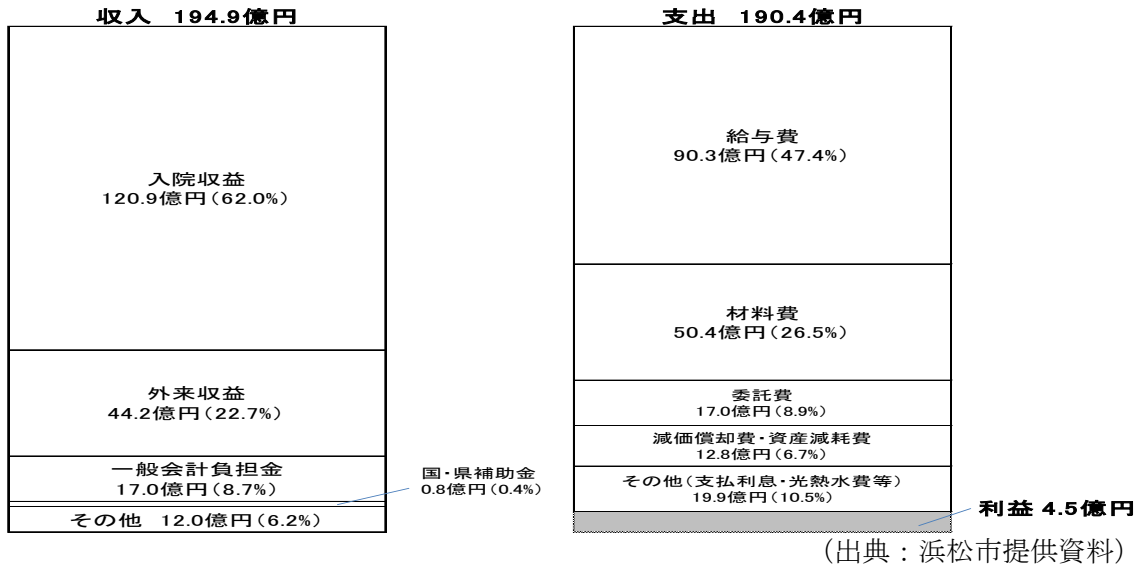 収入 194.9億円
入院収益
120.9億円(62.0%)
外来収益
44.2億円(22.7%)
一般会計負担金
17.0億円(8.7%)
国・県補助金
0.8億円(0.4%)
その他 12.0億円(6.2%)
支出 190.4億円
給与費
90.3億円(47.4%)
材料費
50.4億円(26.5%)
委託費
17.0億円(8.9%)
減価償却費・資産減耗費
12.8億円(6.7%)
その他(支払利息・光熱水費等)
19.9億円(10.5%)
利益 4.5億円
(出典:浜松市提供資料)